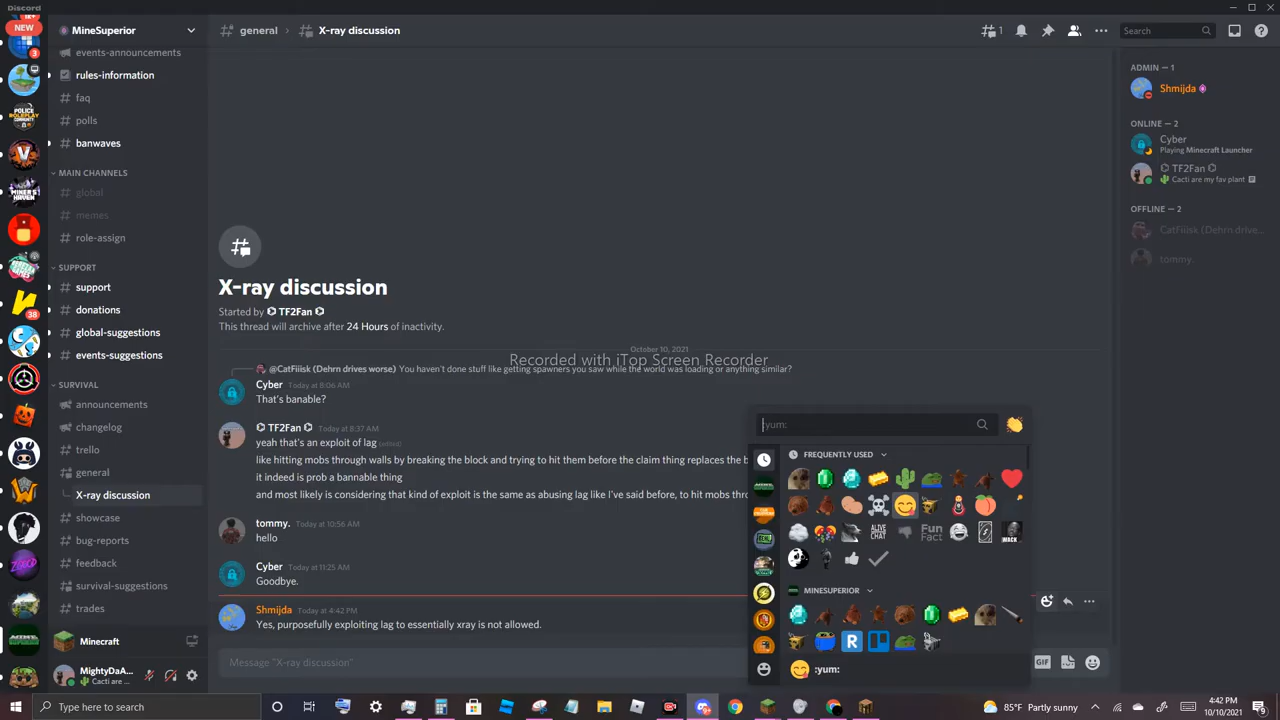 Discord
NEW
MineSuperior
general
X-ray discussion
1
Search
events-announcements
rules-information
faq
polls
banwaves
MAIN CHANNELS
global
memes
role-assign
SUPPORT
support
donations
global-suggestions
events-suggestions
SURVIVAL
announcements
changelog
trello
general
X-ray discussion
showcase
bug-reports
feedback
survival-suggestions
trades
3
38
Minecraft
MightyDaA...
Cacti are ...
X-ray discussion
Started by TF2Fan
This thread will archive after 24 Hours of inactivity.
October 10, 2021
Recorded with iTop Screen Recorder
@CatFiiisk (Dehrn drives worse) You haven't done stuff like getting spawners you saw while the world was loading or anything similar?
Cyber Today at 8:06 AM
That's banable?
TF2Fan Today at 8:37 AM
yeah that's an exploit of lag (edited)
like hitting mobs through walls by breaking the block and trying to hit them before the claim thing replaces the b
it indeed is prob a bannable thing
and most likely is considering that kind of exploit is the same as abusing lag like I've said before, to hit mobs thro
tommy. Today at 10:56 AM
hello
Cyber Today at 11:25 AM
Goodbye.
Shmijda Today at 4:42 PM
Yes, purposefully exploiting lag to essentially xray is not allowed.
Message "X-ray discussion"
GIF
:yum:
FREQUENTLY USED
ALIVE CHAT
Fun Fact
WACK
MINESUPERIOR
:yum:
ADMIN — 1
Shmijda
ONLINE — 2
Cyber
Playing Minecraft Launcher
TF2Fan
Cacti are my fav plant
OFFLINE — 2
CatFiiisk (Dehrn drive...
tommy.
Type here to search
85°F Partly sunny
4:42 PM
10/10/2021